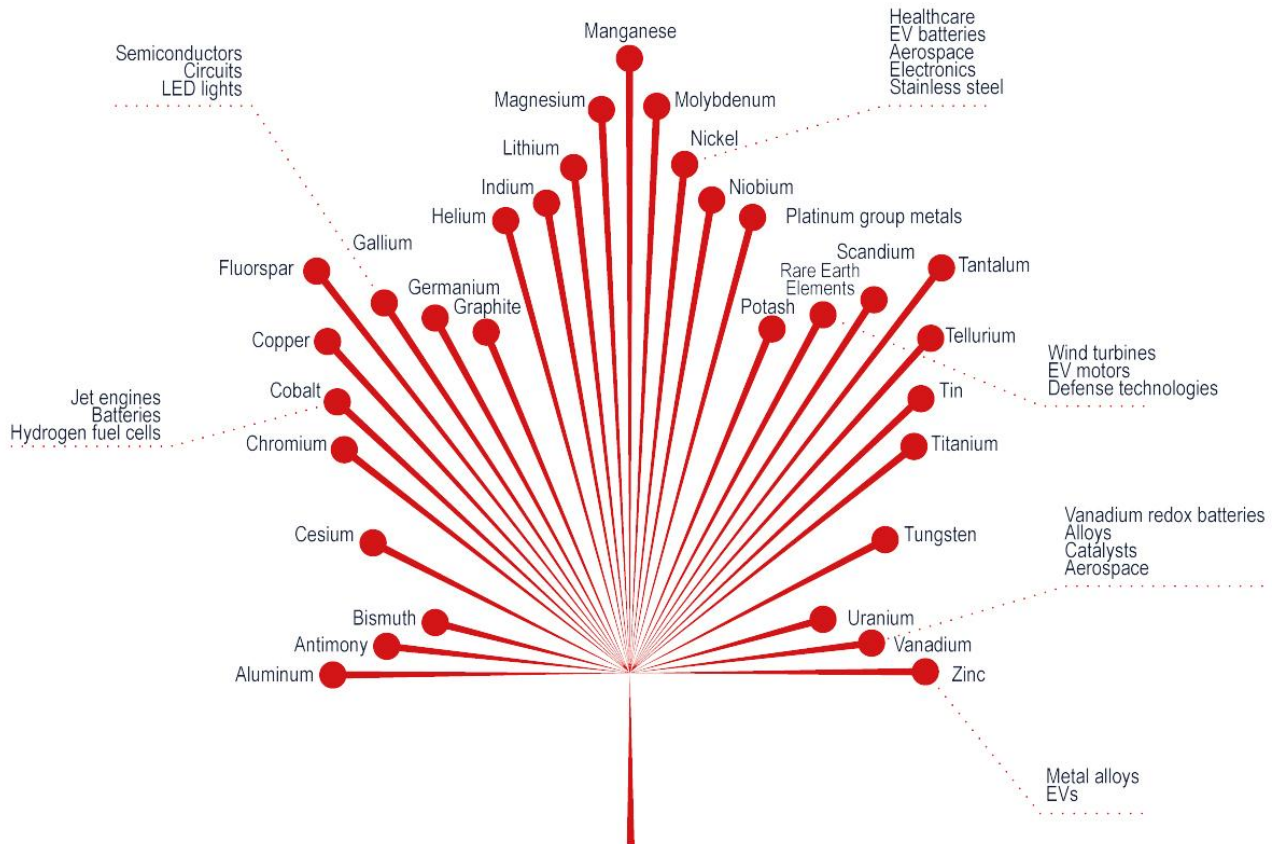 Manganese
Healthcare
EV batteries
Aerospace
Electronics
Stainless steel
Semiconductors
Circuits
LED lights
Magnesium
Molybdenum
Lithium
Nickel
Indium
Niobium
Helium
Platinum group metals
Gallium
Scandium
Fluorspar
Tantalum
Rare Earth
Elements
Germanium
Graphite
Potash
Copper
Tellurium
Wind turbines
EV motors
Defense technologies
Cobalt
Tin
Jet engines
Batteries
Hydrogen fuel cells
Chromium
Titanium
Cesium
Tungsten
Vanadium redox batteries
Alloys
Catalysts
Aerospace
Bismuth
Uranium
Antimony
Vanadium
Aluminum
Zinc
Metal alloys
EVs